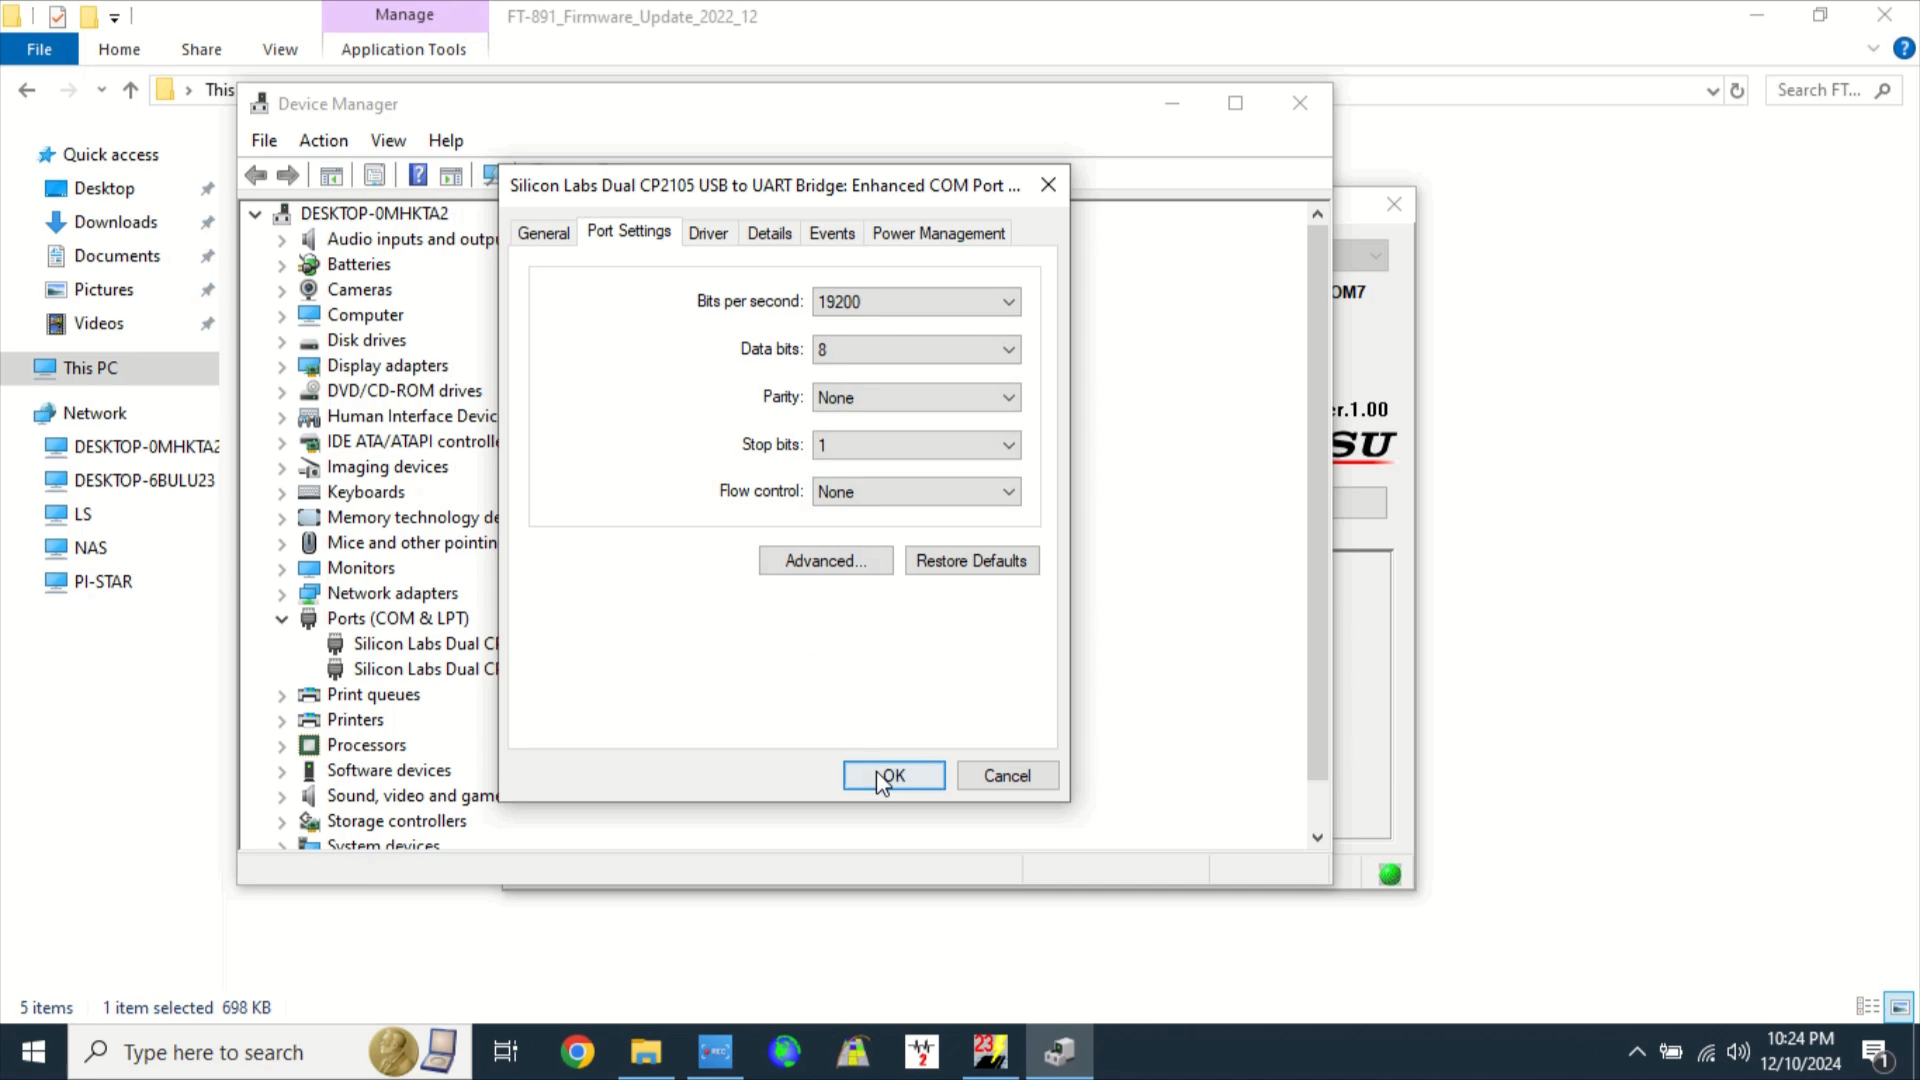 Manage
FT-891_Firmware_Update_2022_12
File
Home
Share
View
Application Tools
This
Search FT...
Quick access
Desktop
Downloads
Documents
Pictures
Videos
This PC
Network
DESKTOP-0MHKTA2
DESKTOP-6BULU23
LS
NAS
PI-STAR
Device Manager
File
Action
View
Help
DESKTOP-0MHKTA2
Audio inputs and outpu
Batteries
Cameras
Computer
Disk drives
Display adapters
DVD/CD-ROM drives
Human Interface Devic
IDE ATA/ATAPI controlle
Imaging devices
Keyboards
Memory technology de
Mice and other pointin
Monitors
Network adapters
Ports (COM & LPT)
Silicon Labs Dual CP
Silicon Labs Dual CP
Print queues
Printers
Processors
Software devices
Sound, video and game
Storage controllers
System devices
Silicon Labs Dual CP2105 USB to UART Bridge: Enhanced COM Port ...
General
Port Settings
Driver
Details
Events
Power Management
Bits per second: 19200
Data bits: 8
Parity: None
Stop bits: 1
Flow control: None
Advanced...
Restore Defaults
OK
Cancel
OM7
er.1.00
SU
5 items
1 item selected 698 KB
Type here to search
REC
2
23
10:24 PM
12/10/2024
1